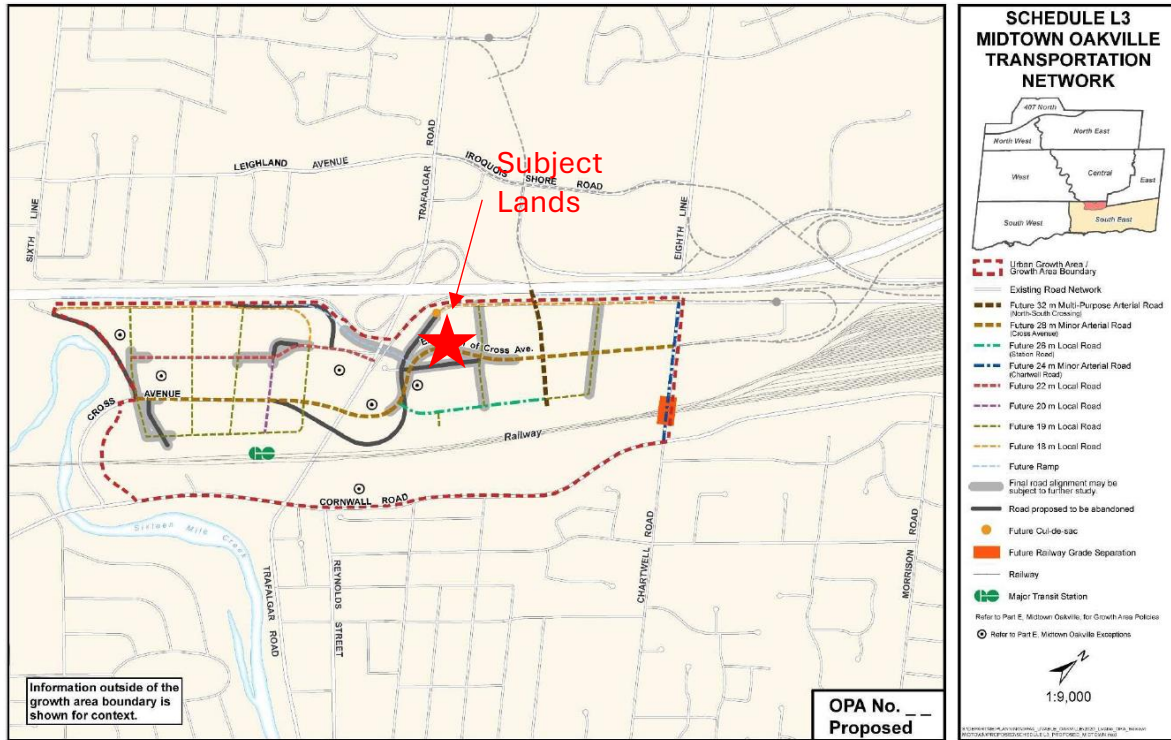 SCHEDULE L3
MIDTOWN OAKVILLE
TRANSPORTATION
NETWORK
407 North
North West
North East
West
Central
East
South West
South East
Urban Growth Area /
Growth Area Boundary
Existing Road Network
Future 32 m Multi-Purpose Arterial Road
(North-South Crossing)
Future 28 m Minor Arterial Road
(Cross Avenue)
Future 26 m Local Road
(Station Road)
Future 24 m Minor Arterial Road
(Chartwell Road)
Future 22 m Local Road
Future 20 m Local Road
Future 19 m Local Road
Future 18 m Local Road
Future Ramp
Final road alignment may be
subject to further study
Road proposed to be abandoned
Future Cul-de-sac
Future Railway Grade Separation
Railway
GO Major Transit Station
Refer to Part E, Midtown Oakville, for Growth Area Policies
Refer to Part E, Midtown Oakville Exceptions
N
1:9,000
LEIGHLAND AVENUE
TRAFALGAR ROAD
IROQUOIS SHORE ROAD
Subject
Lands
SIXTH LINE
EIGHTH LINE
of Cross Ave.
CROSS AVENUE
Railway
GO
CORNWALL ROAD
Sixteen Mile Creek
TRAFALGAR ROAD
REYNOLDS STREET
CHARTWELL ROAD
MORRISON ROAD
Information outside of the
growth area boundary is
shown for context.
OPA No. _ _
Proposed